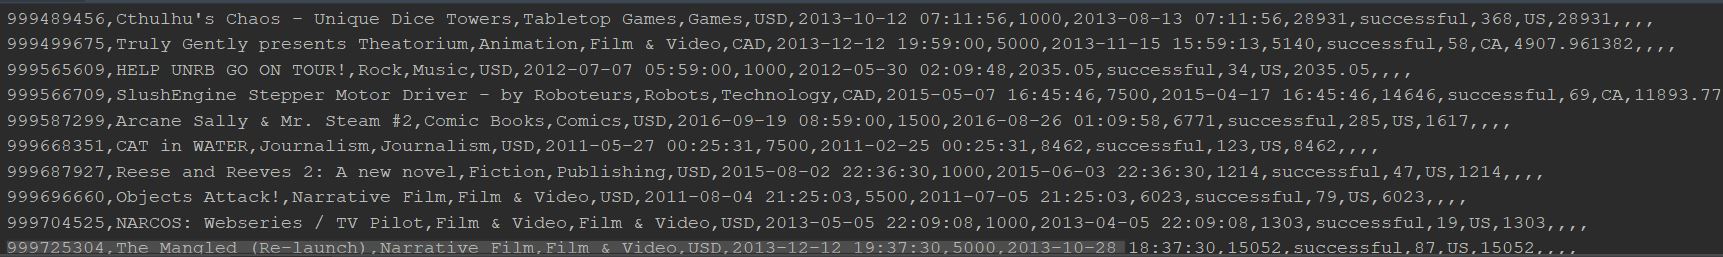 999489456,Cthulhu's Chaos - Unique Dice Towers,Tabletop Games,Games,USD,2013-10-12 07:11:56,1000,2013-08-13 07:11:56,28931,successful,368,US,28931,,,,
999499675,Truly Gently presents Theatorium,Animation,Film & Video,CAD,2013-12-12 19:59:00,5000,2013-11-15 15:59:13,5140,successful,58,CA,4907.961382,,,,
999565609,HELP UNRB GO ON TOUR!,Rock,Music,USD,2012-07-07 05:59:00,1000,2012-05-30 02:09:48,2035.05,successful,34,US,2035.05,,,,
999566709,SlushEngine Stepper Motor Driver - by Roboteurs,Robots,Technology,CAD,2015-05-07 16:45:46,7500,2015-04-17 16:45:46,14646,successful,69,CA,11893.77
999587299,Arcane Sally & Mr. Steam #2,Comic Books,Comics,USD,2016-09-19 08:59:00,1500,2016-08-26 01:09:58,6771,successful,285,US,1617,,,,
999668351,CAT in WATER,Journalism,Journalism,USD,2011-05-27 00:25:31,7500,2011-02-25 00:25:31,8462,successful,123,US,8462,,,,
999687927,Reese and Reeves 2: A new novel,Fiction,Publishing,USD,2015-08-02 22:36:30,1000,2015-06-03 22:36:30,1214,successful,47,US,1214,,,,
999696660,Objects Attack!,Narrative Film,Film & Video,USD,2011-08-04 21:25:03,5500,2011-07-05 21:25:03,6023,successful,79,US,6023,,,,
999704525,NARCOS: Webseries / TV Pilot,Film & Video,Film & Video,USD,2013-05-05 22:09:08,1000,2013-04-05 22:09:08,1303,successful,19,US,1303,,,,
999725304,The Mangled (Re-launch),Narrative Film,Film & Video,USD,2013-12-12 19:37:30,5000,2013-10-28 18:37:30,15052,successful,87,US,15052,,,,